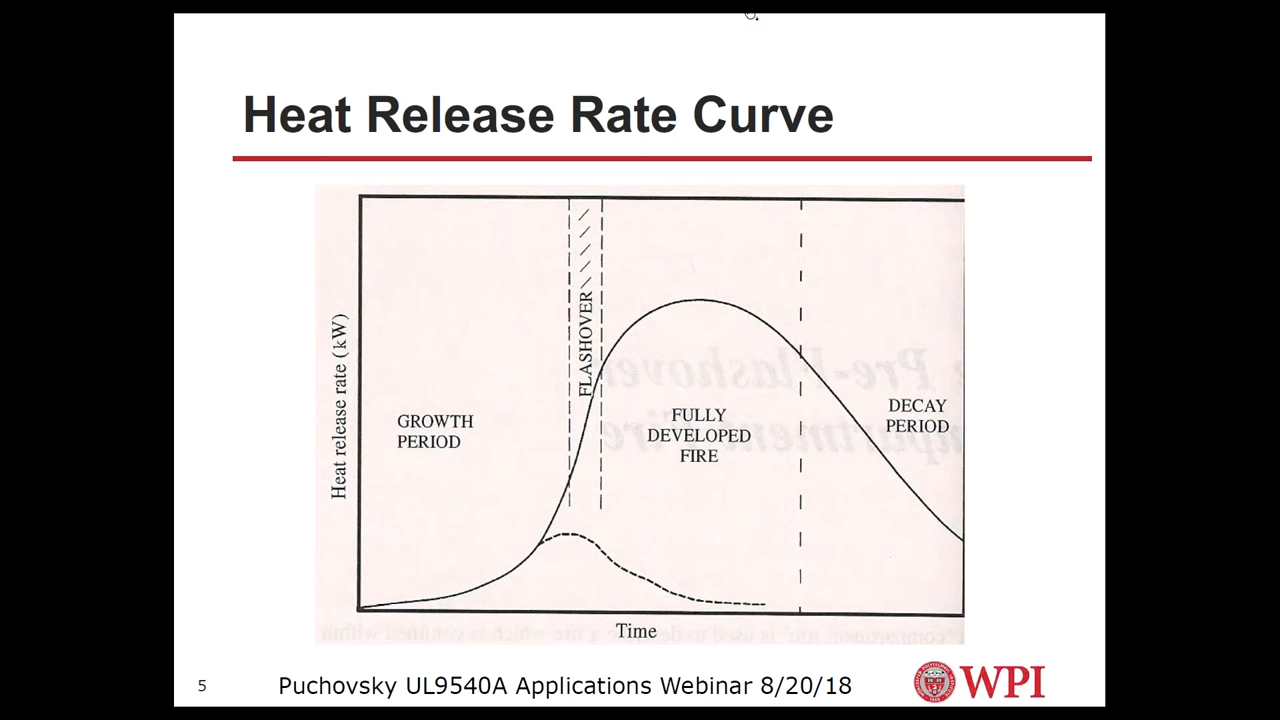 Heat Release Rate Curve
Heat release rate (kW)
GROWTH
PERIOD
FLASHOVER
FULLY
DEVELOPED
FIRE
DECAY
PERIOD
Time
5
Puchovsky UL9540A Applications Webinar 8/20/18
WPI